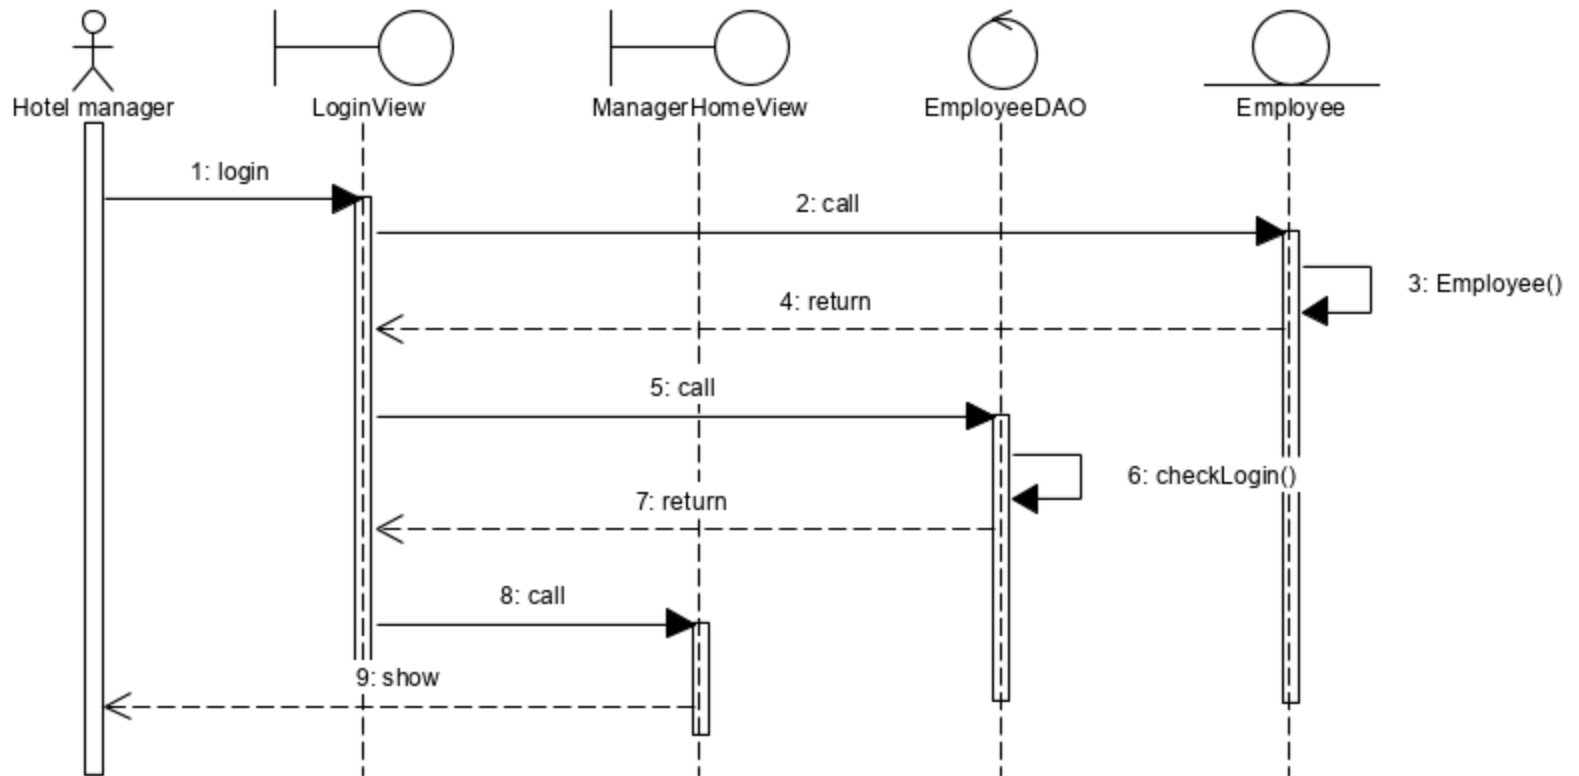 Hotel manager
LoginView
ManagerHomeView
EmployeeDAO
Employee
1: login
2: call
3: Employee()
4: return
5: call
6: checkLogin()
7: return
8: call
9: show